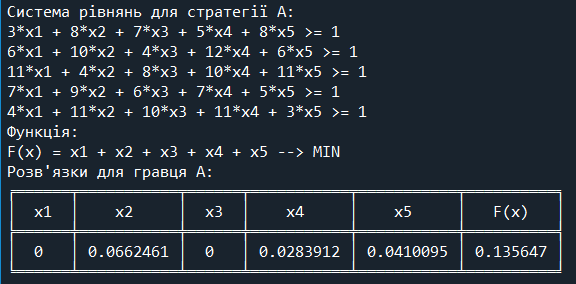 Система рівнянь для стратегії А:
3*x1 + 8*x2 + 7*x3 + 5*x4 + 8*x5 >= 1
6*x1 + 10*x2 + 4*x3 + 12*x4 + 6*x5 >= 1
11*x1 + 4*x2 + 8*x3 + 10*x4 + 11*x5 >= 1
7*x1 + 9*x2 + 6*x3 + 7*x4 + 5*x5 >= 1
4*x1 + 11*x2 + 10*x3 + 11*x4 + 3*x5 >= 1
Функція:
F(x) = x1 + x2 + x3 + x4 + x5 --> MIN
Розв'язки для гравця А:
x1 x2 x3 x4 x5 F(x)
0 0.0662461 0 0.0283912 0.0410095 0.135647